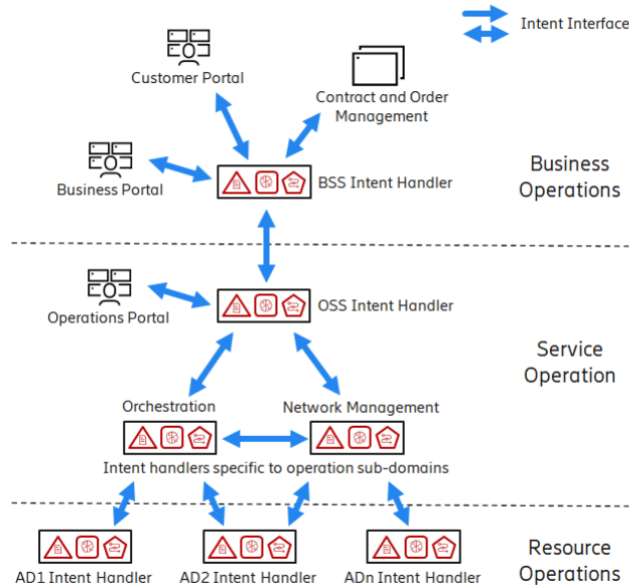 Intent Interface
Customer Portal
Contract and Order
Management
Business Portal
BSS Intent Handler
Business
Operations
Operations Portal
OSS Intent Handler
Service
Operation
Orchestration
Network Management
Intent handlers specific to operation sub-domains
AD1 Intent Handler
AD2 Intent Handler
ADn Intent Handler
Resource
Operations